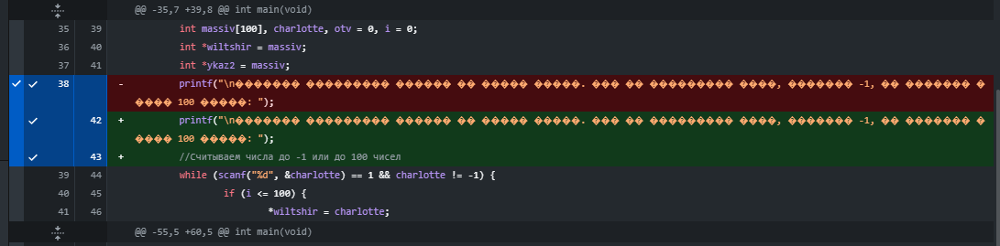 @@ -35,7 +39,8 @@ int main(void)
35 39 int massiv[100], charlotte, otv = 0, i = 0;
36 40 int *wiltshir = massiv;
37 41 int *ykaz2 = massiv;
38 - printf("\n������� ��������� ������ �� ����� �����. ��� �� ��������� ����, ������� -1, �� ������� �
���� 100 �����: ");
42 + printf("\n������� ��������� ������ �� ����� �����. ��� �� ��������� ����, ������� -1, �� ������� �
���� 100 �����: ");
43 + //Считываем числа до -1 или до 100 чисел
39 44 while (scanf("%d", &charlotte) == 1 && charlotte != -1) {
40 45 if (i <= 100) {
41 46 *wiltshir = charlotte;
@@ -55,5 +60,5 @@ int main(void)